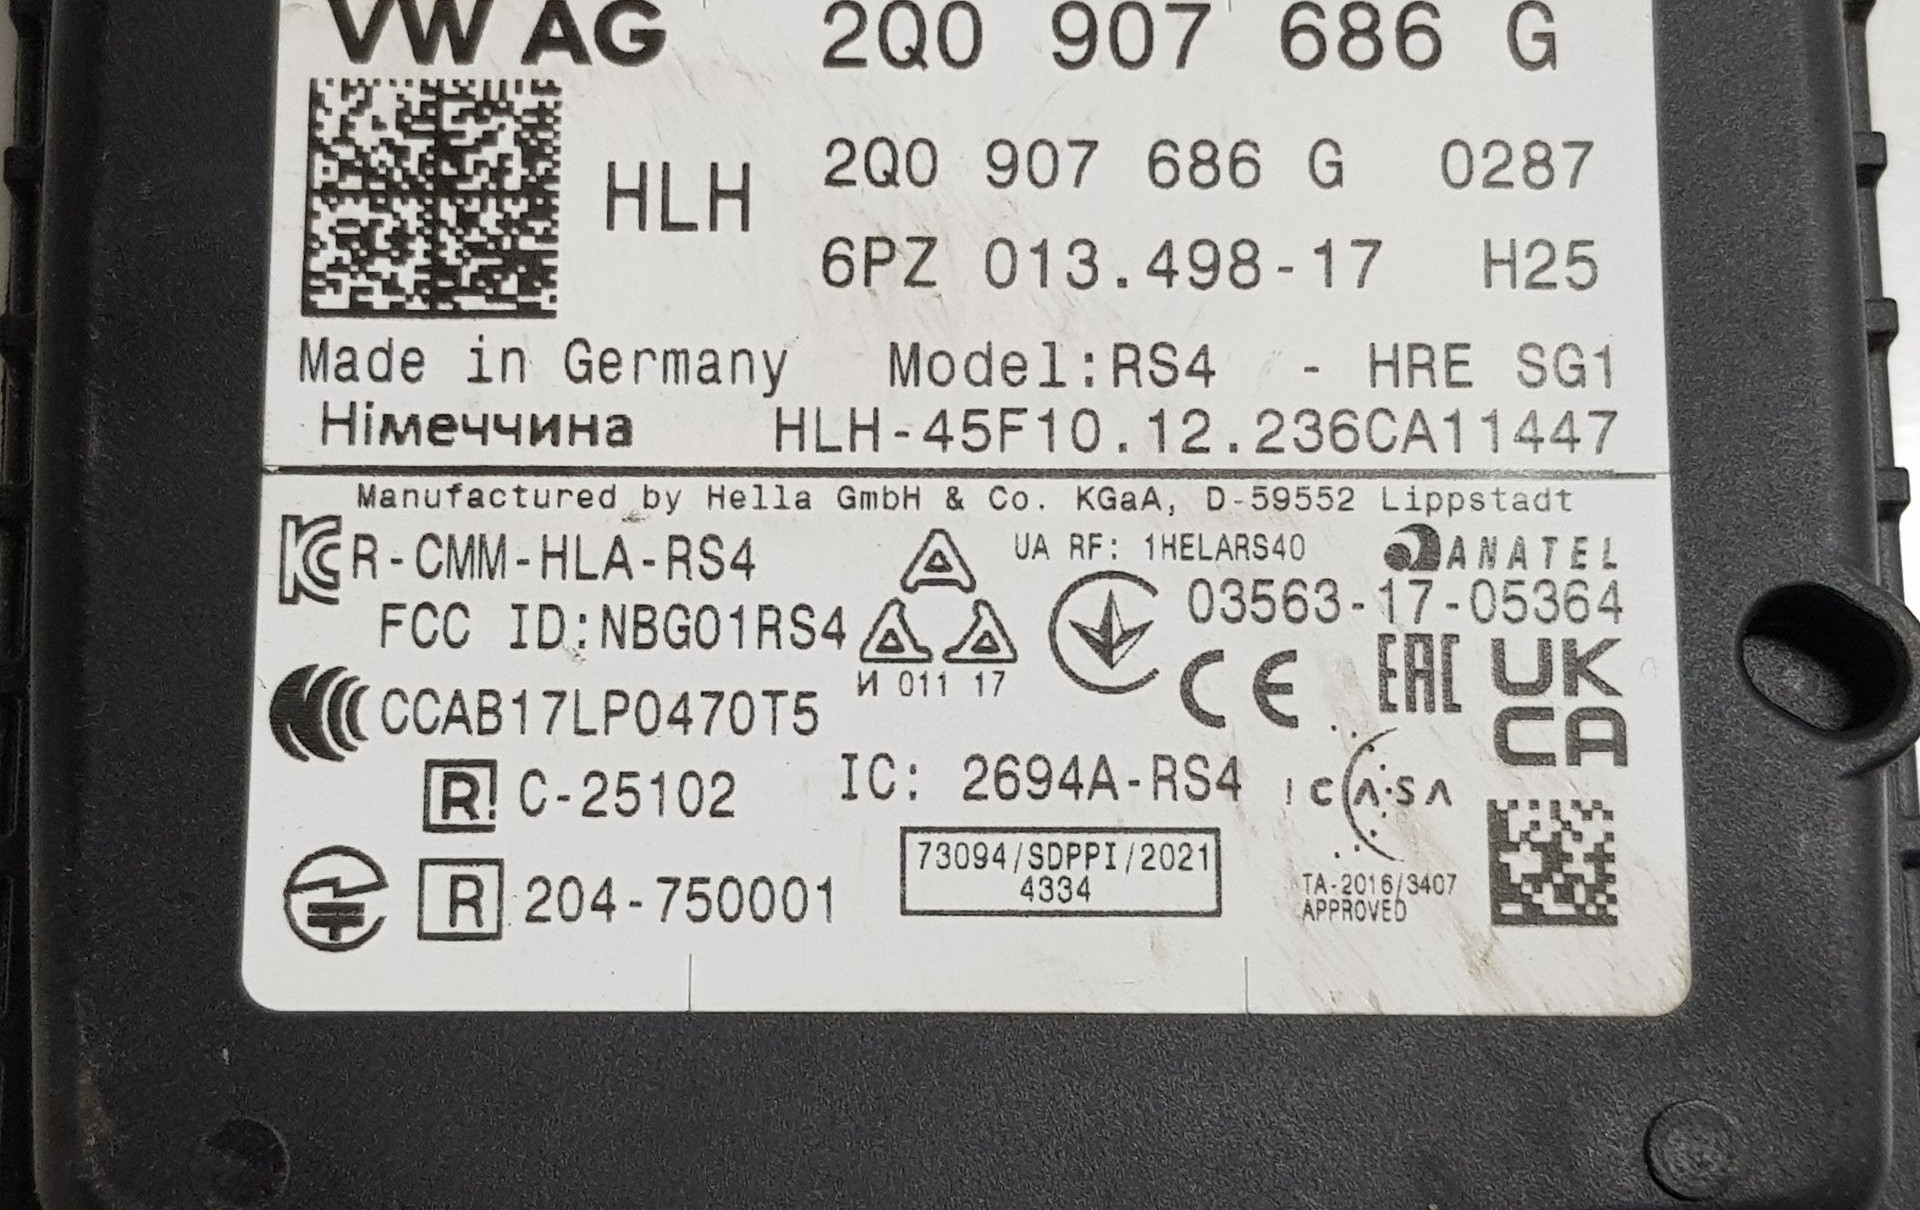 VW AG 2Q0 907 686 G
HLH 2Q0 907 686 G 0287
6PZ 013.498-17 H25
Made in Germany Model:RS4 - HRE SG1
Німеччина HLH-45F10.12.236CA11447
Manufactured by Hella GmbH & Co. KGaA, D-59552 Lippstadt
R-CMM-HLA-RS4 UA RF: 1HELARS40 ANATEL
03563-17-05364
FCC ID:NBG01RS4
И 011 17 CE EAC UK
CA
CCAB17LP0470T5
R! C-25102 IC: 2694A-RS4 ICASA
R 204-750001 73094/SDPPI/2021
4334
TA-2016/3407
APPROVED